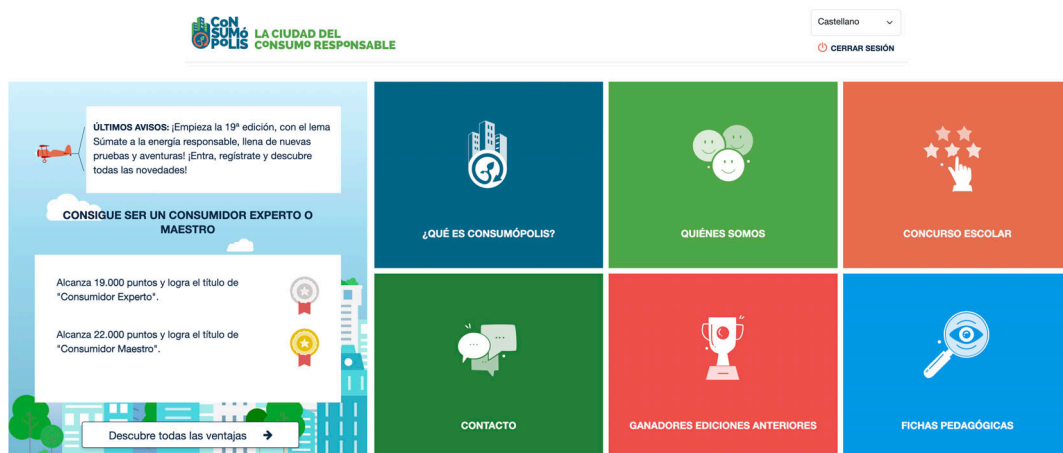 CONSUMÓPOLIS
LA CIUDAD DEL
CONSUMO RESPONSABLE
Castellano
CERRAR SESIÓN
ÚLTIMOS AVISOS: ¡Empieza la 19ª edición, con el lema
Súmate a la energía responsable, llena de nuevas
pruebas y aventuras! ¡Entra, regístrate y descubre
todas las novedades!
CONSIGUE SER UN CONSUMIDOR EXPERTO O
MAESTRO
Alcanza 19.000 puntos y logra el título de
"Consumidor Experto".
Alcanza 22.000 puntos y logra el título de
"Consumidor Maestro".
Descubre todas las ventajas
¿QUÉ ES CONSUMÓPOLIS?
QUIÉNES SOMOS
CONCURSO ESCOLAR
CONTACTO
GANADORES EDICIONES ANTERIORES
FICHAS PEDAGÓGICAS